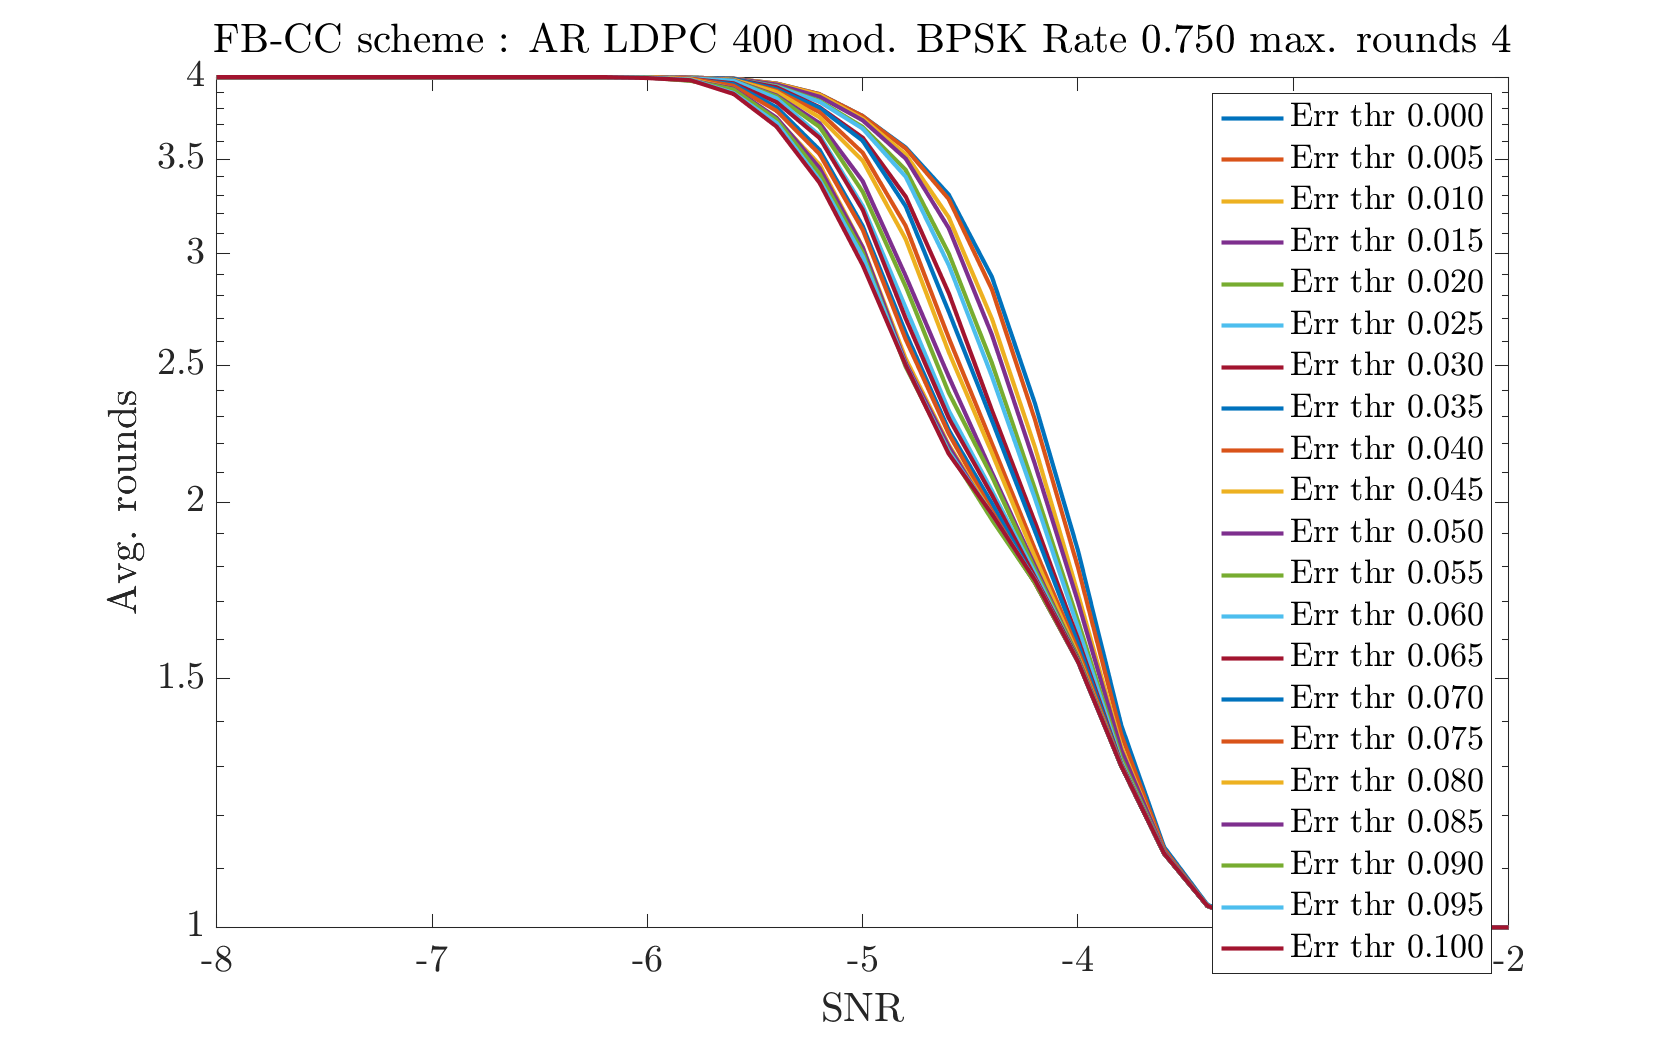 FB-CC scheme : AR LDPC 400 mod. BPSK Rate 0.750 max. rounds 4
4
3.5
3
2.5
2
1.5
1
Avg. rounds
-8
-7
-6
-5
-4
-2
SNR
Err thr 0.000
Err thr 0.005
Err thr 0.010
Err thr 0.015
Err thr 0.020
Err thr 0.025
Err thr 0.030
Err thr 0.035
Err thr 0.040
Err thr 0.045
Err thr 0.050
Err thr 0.055
Err thr 0.060
Err thr 0.065
Err thr 0.070
Err thr 0.075
Err thr 0.080
Err thr 0.085
Err thr 0.090
Err thr 0.095
Err thr 0.100